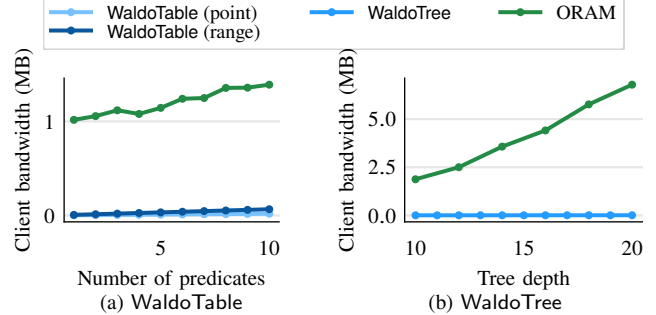 WaldoTable (point) WaldoTree ORAM
WaldoTable (range)
Client bandwidth (MB)
1
0
5 10
Number of predicates
(a) WaldoTable
Client bandwidth (MB)
5.0
2.5
0.0
10 15 20
Tree depth
(b) WaldoTree